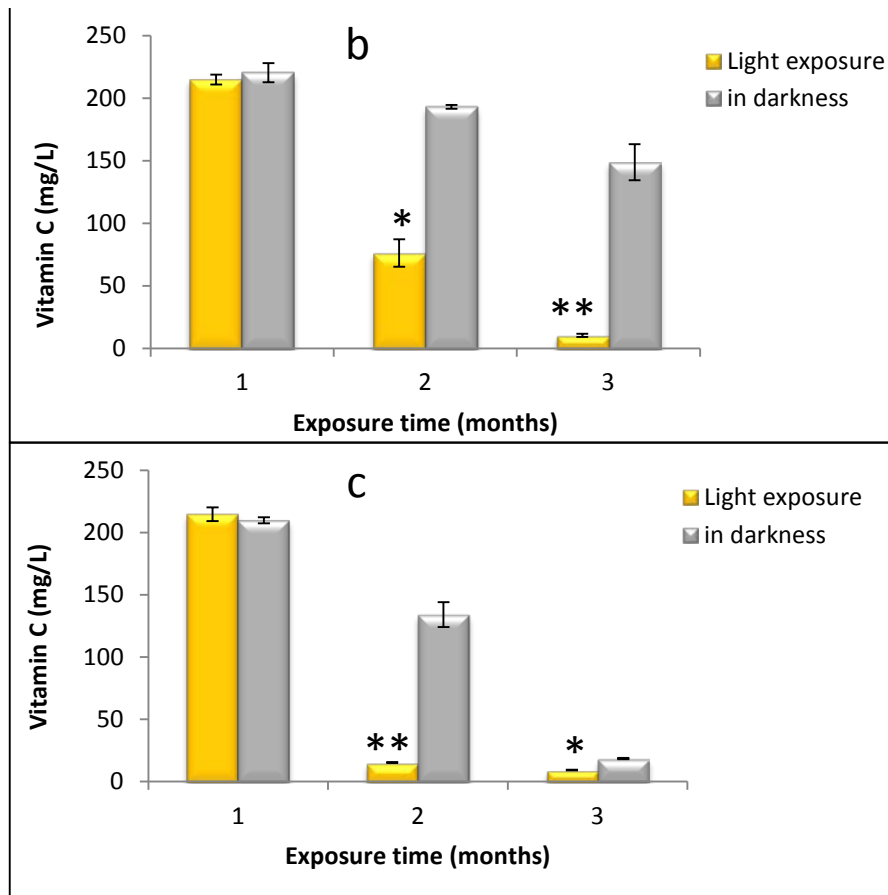 b
250
200
150
100
50
0
Vitamin C (mg/L)
*
**
1 2 3
Exposure time (months)
Light exposure
in darkness
c
250
200
150
100
50
0
Vitamin C (mg/L)
**
*
1 2 3
Exposure time (months)
Light exposure
in darkness